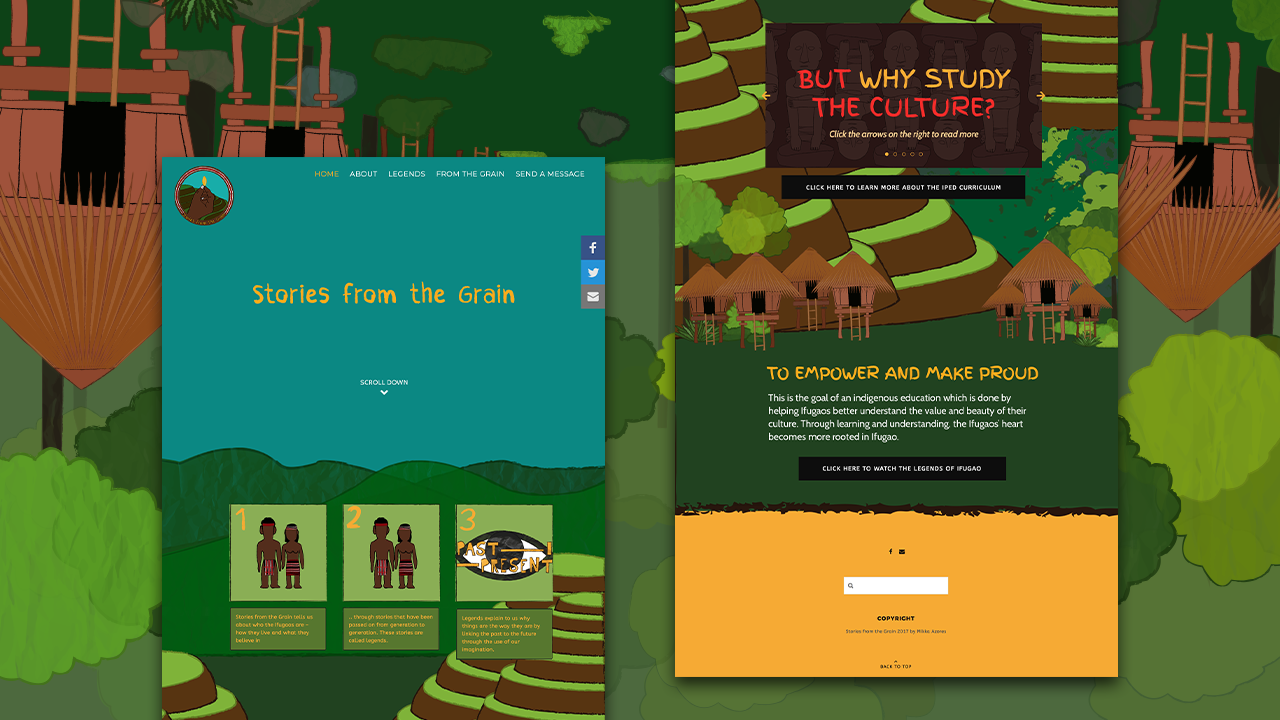 HOME ABOUT LEGENDS FROM THE GRAIN SEND A MESSAGE
Stories from the Grain
SCROLL DOWN
1
2
3
PAST
PRESENT
Stories from the Grain tells us
about who the Ifugaos are -
how they live and what they
believe in
... through stories that have been
passed on from generation to
generation. These stories are
called legends.
Legends explain to us why
things are the way they are by
linking the past to the future
through the use of our
imagination.
BUT WHY STUDY
THE CULTURE?
Click the arrows on the right to read more
CLICK HERE TO LEARN MORE ABOUT THE IPED CURRICULUM
TO EMPOWER AND MAKE PROUD
This is the goal of an indigenous education which is done by
helping Ifugaos better understand the value and beauty of their
culture. Through learning and understanding, the Ifugaos' heart
becomes more rooted in Ifugao.
CLICK HERE TO WATCH THE LEGENDS OF IFUGAO
COPYRIGHT
Stories from the Grain 2017 by Mikko Azores
BACK TO TOP